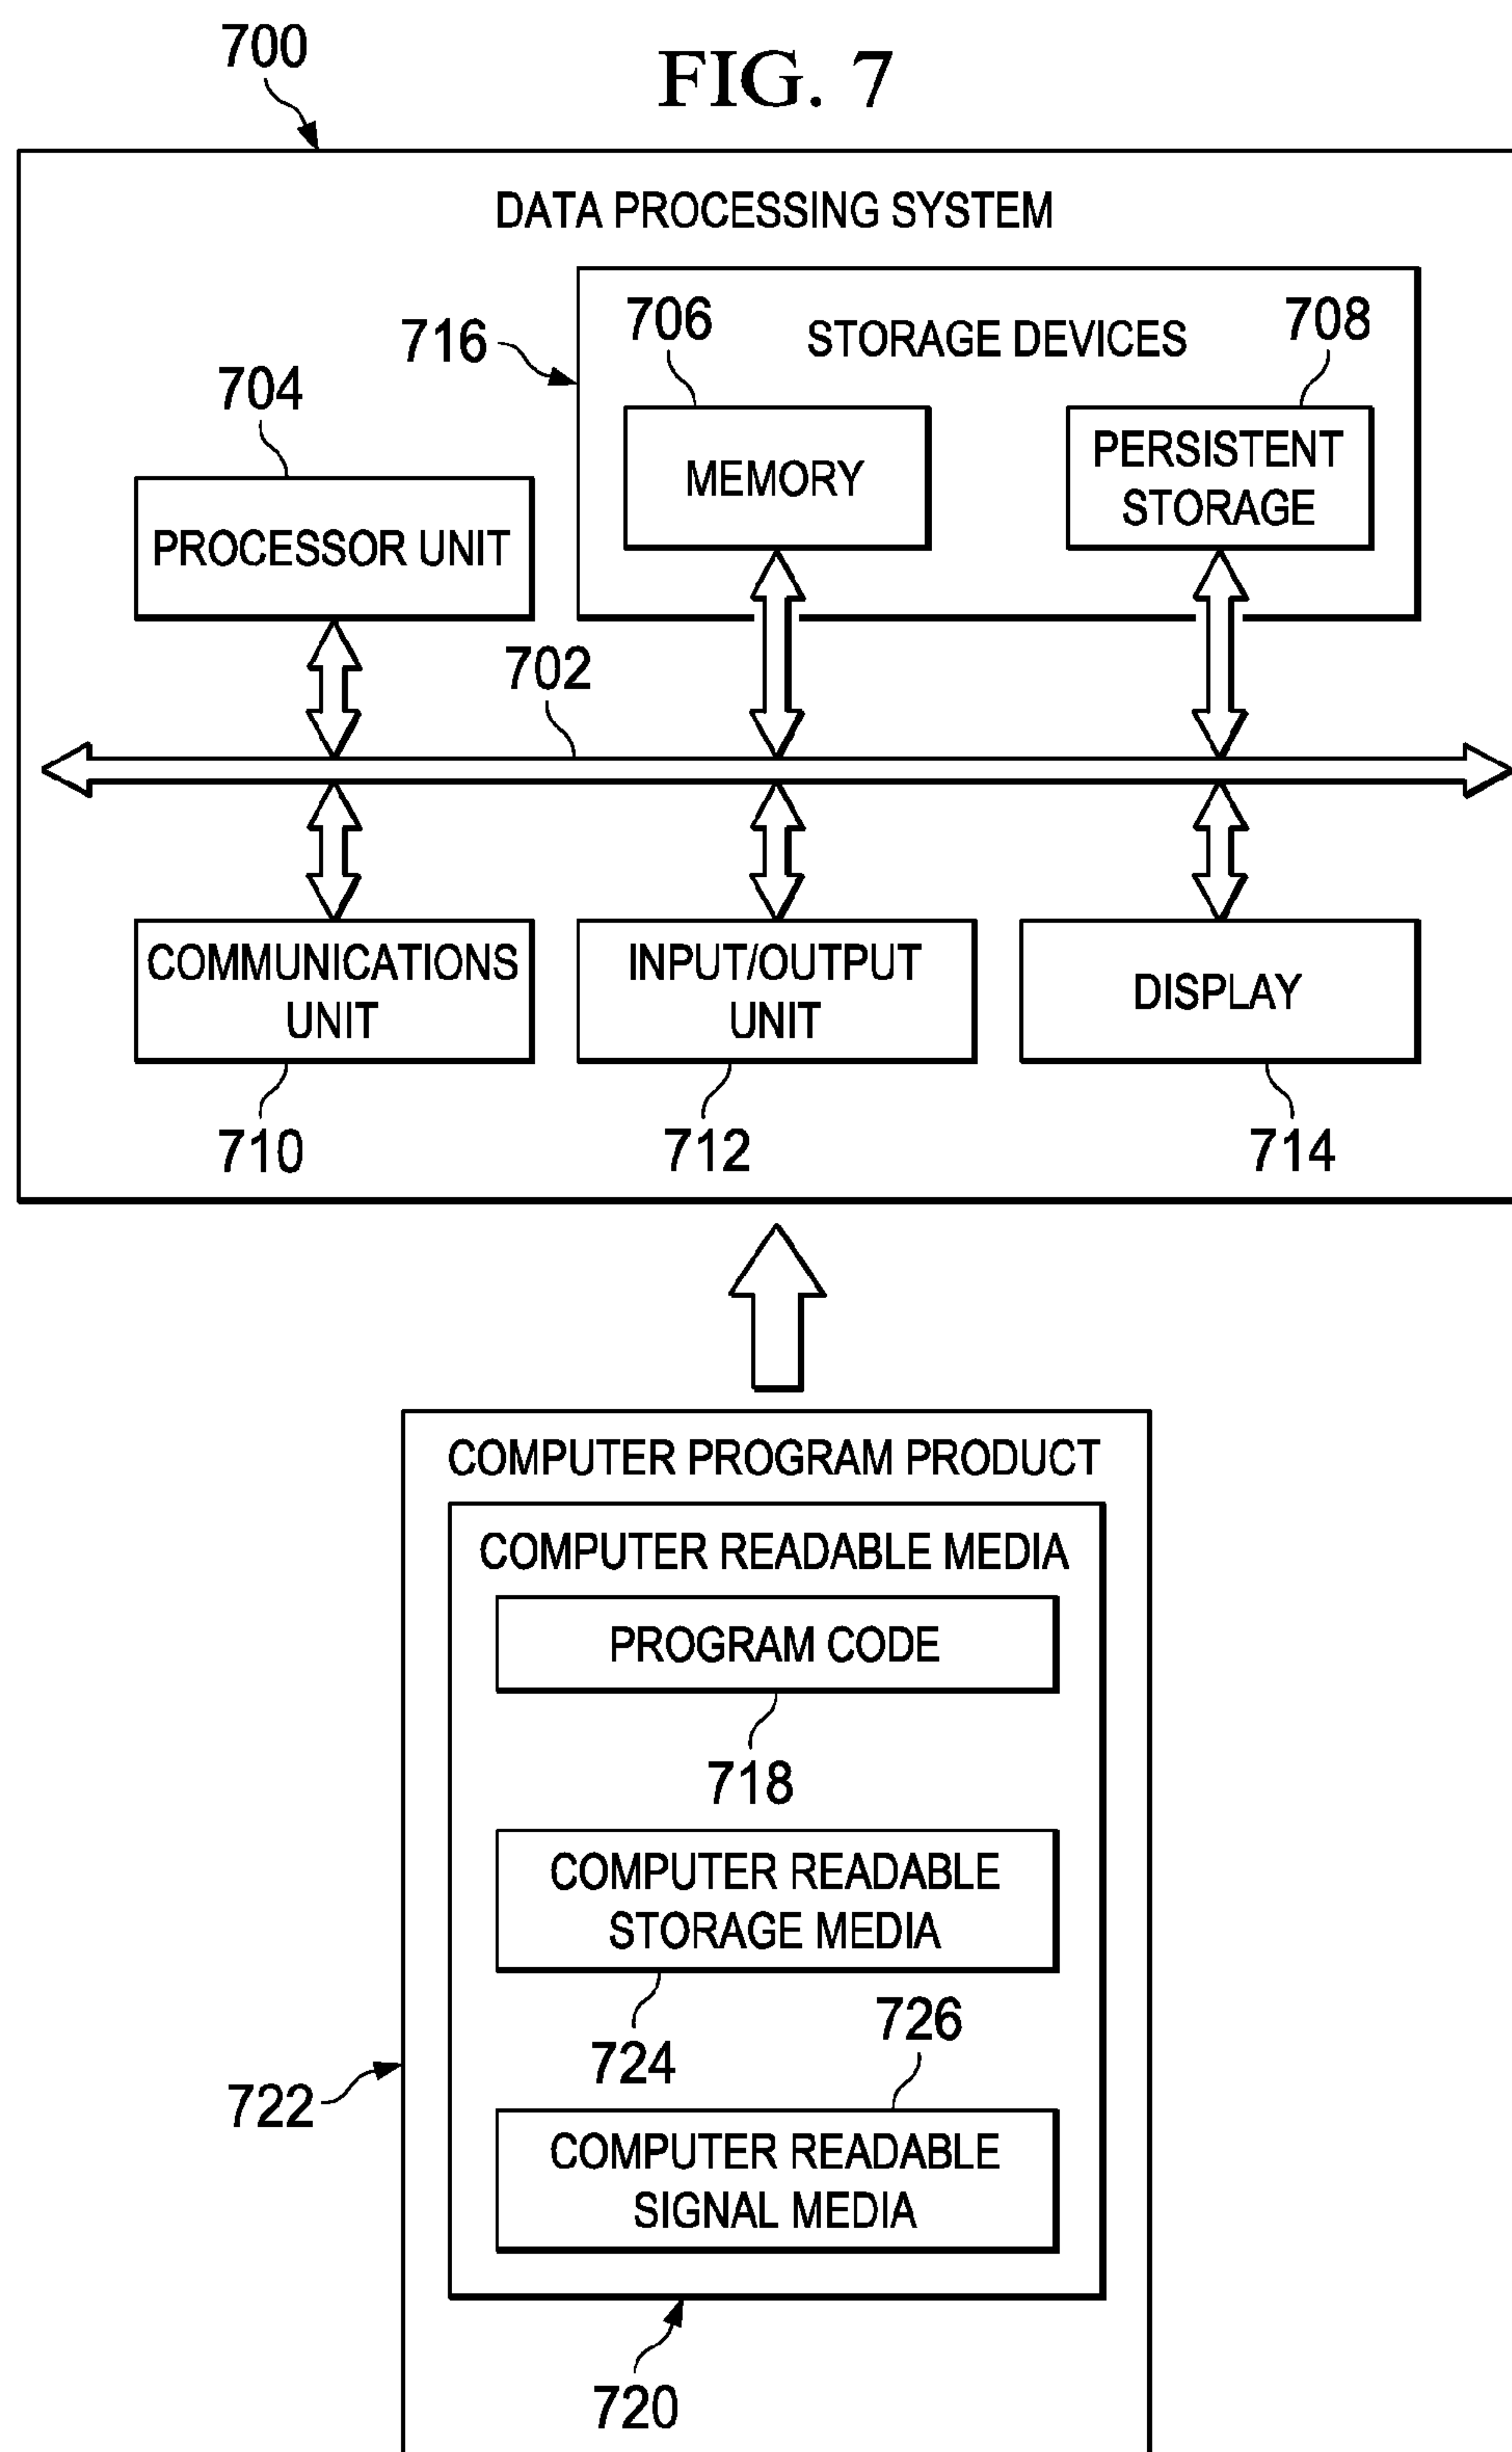 700
FIG. 7
DATA PROCESSING SYSTEM
716
706
STORAGE DEVICES
708
704
MEMORY
PERSISTENT
STORAGE
PROCESSOR UNIT
702
COMMUNICATIONS
UNIT
INPUT/OUTPUT
UNIT
DISPLAY
710
712
714
COMPUTER PROGRAM PRODUCT
COMPUTER READABLE MEDIA
PROGRAM CODE
718
COMPUTER READABLE
STORAGE MEDIA
724
726
722
COMPUTER READABLE
SIGNAL MEDIA
720